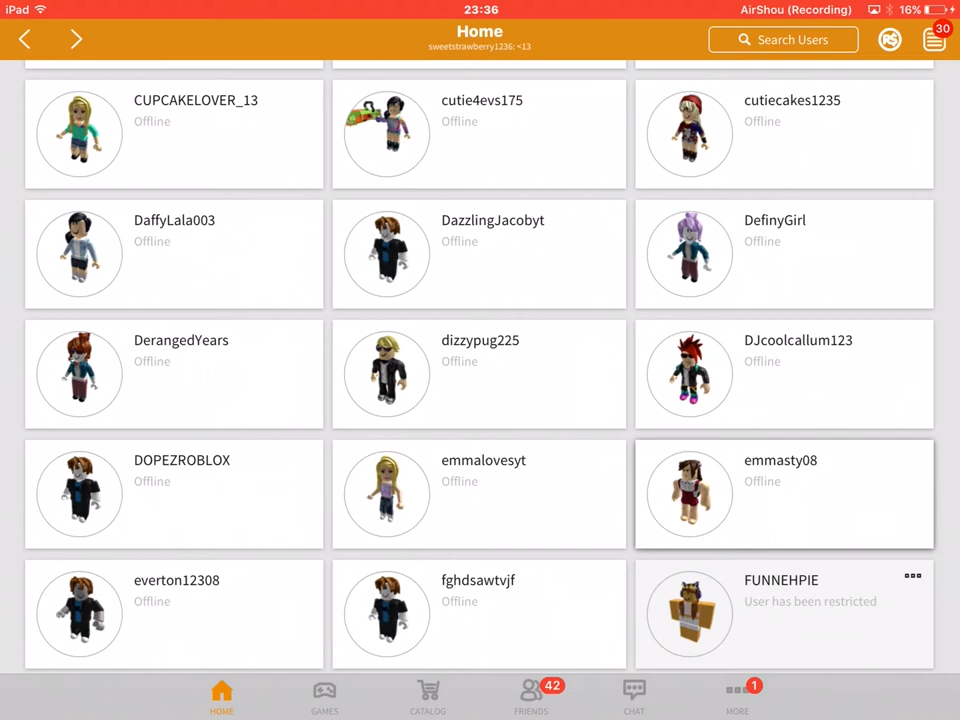 iPad 23:36 AirShou (Recording) 16%
Home
sweetstrawberry1236: <13
Search Users
RS
30
CUPCAKELOVER_13 cutie4evs175 cutiecakes1235
Offline Offline Offline
DaffyLala003 DazzlingJacobyt DefinyGirl
Offline Offline Offline
DerangedYears dizzypug225 DJcoolcallum123
Offline Offline Offline
DOPEZROBLOX emmalovesyt emmasty08
Offline Offline Offline
everton12308 fghdsawtvjf FUNNEHPIE
Offline Offline User has been restricted
42 1
HOME GAMES CATALOG FRIENDS CHAT MORE